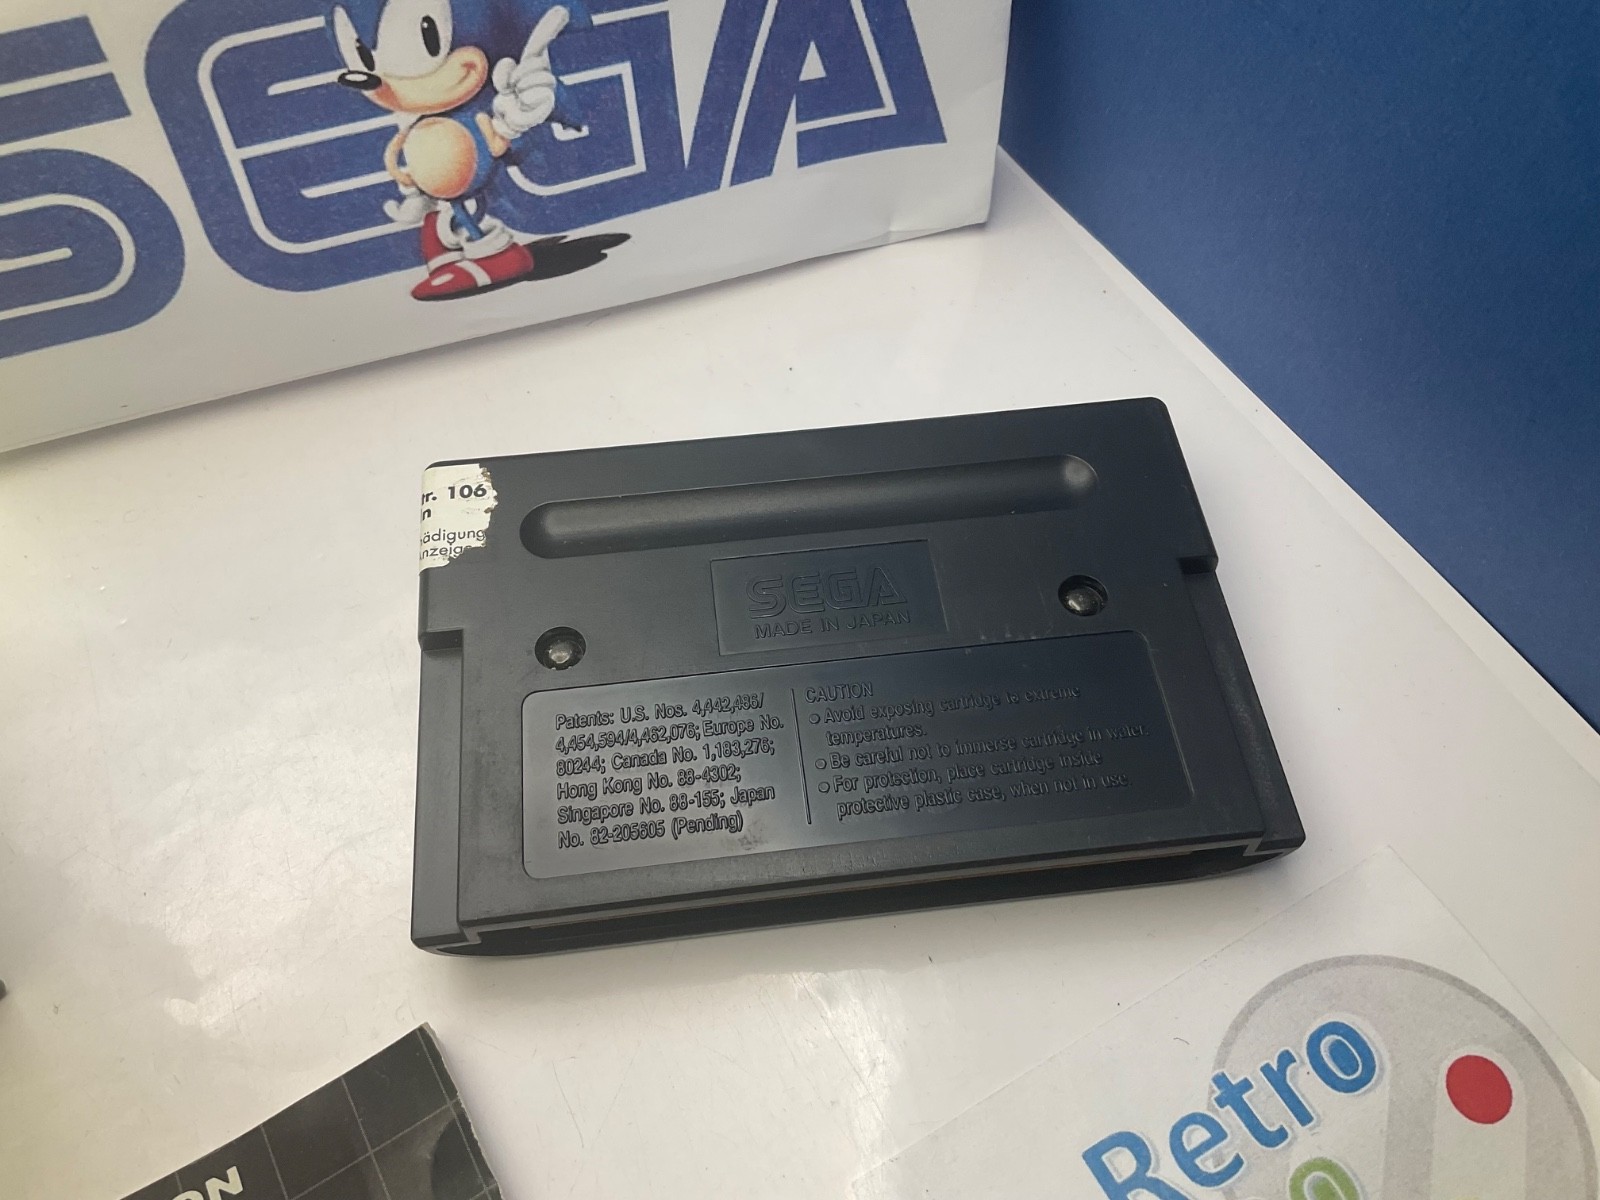 SEGA
tr. 106
n
ädigung
nzeige
SEGA
MADE IN JAPAN
Patents: U.S. Nos. 4,442,486/
4,454,594/4,462,076; Europe No.
80244; Canada No. 1,183,276;
Hong Kong No. 88-4302;
Singapore No. 88-155; Japan
No. 82-205605 (Pending)
CAUTION
● Avoid exposing cartridge to extreme
temperatures.
● Be careful not to immerse cartridge in water.
● For protection, place cartridge inside
protective plastic case, when not in use
Retro
ON